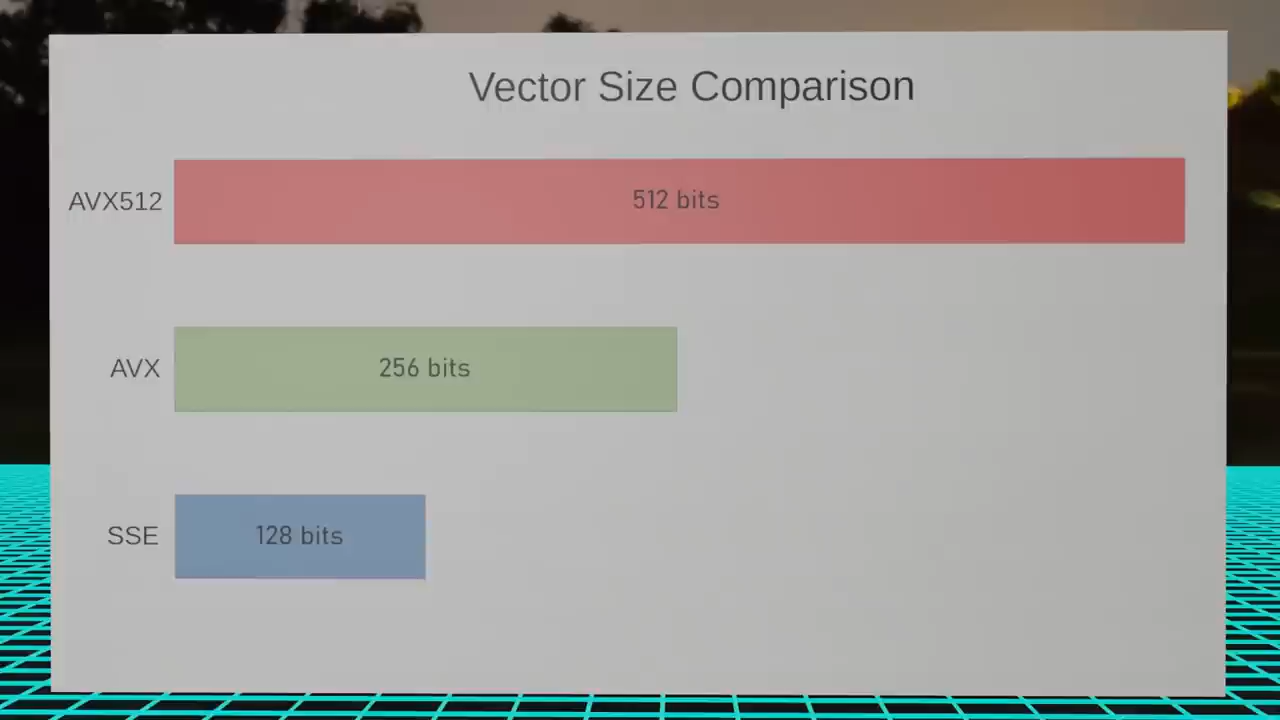 Vector Size Comparison
AVX512
512 bits
AVX
256 bits
SSE
128 bits